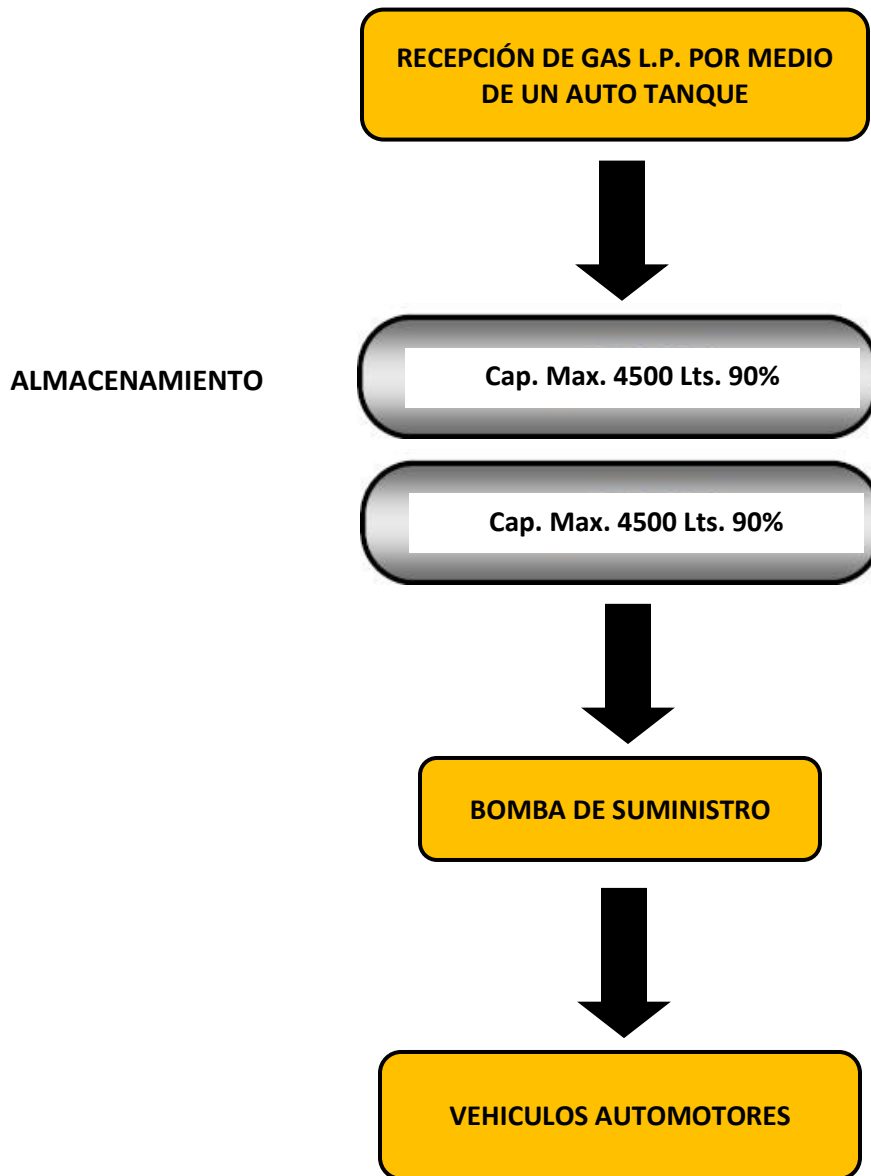 RECEPCIÓN DE GAS L.P. POR MEDIO
DE UN AUTO TANQUE
ALMACENAMIENTO
Cap. Max. 4500 Lts. 90%
Cap. Max. 4500 Lts. 90%
BOMBA DE SUMINISTRO
VEHICULOS AUTOMOTORES